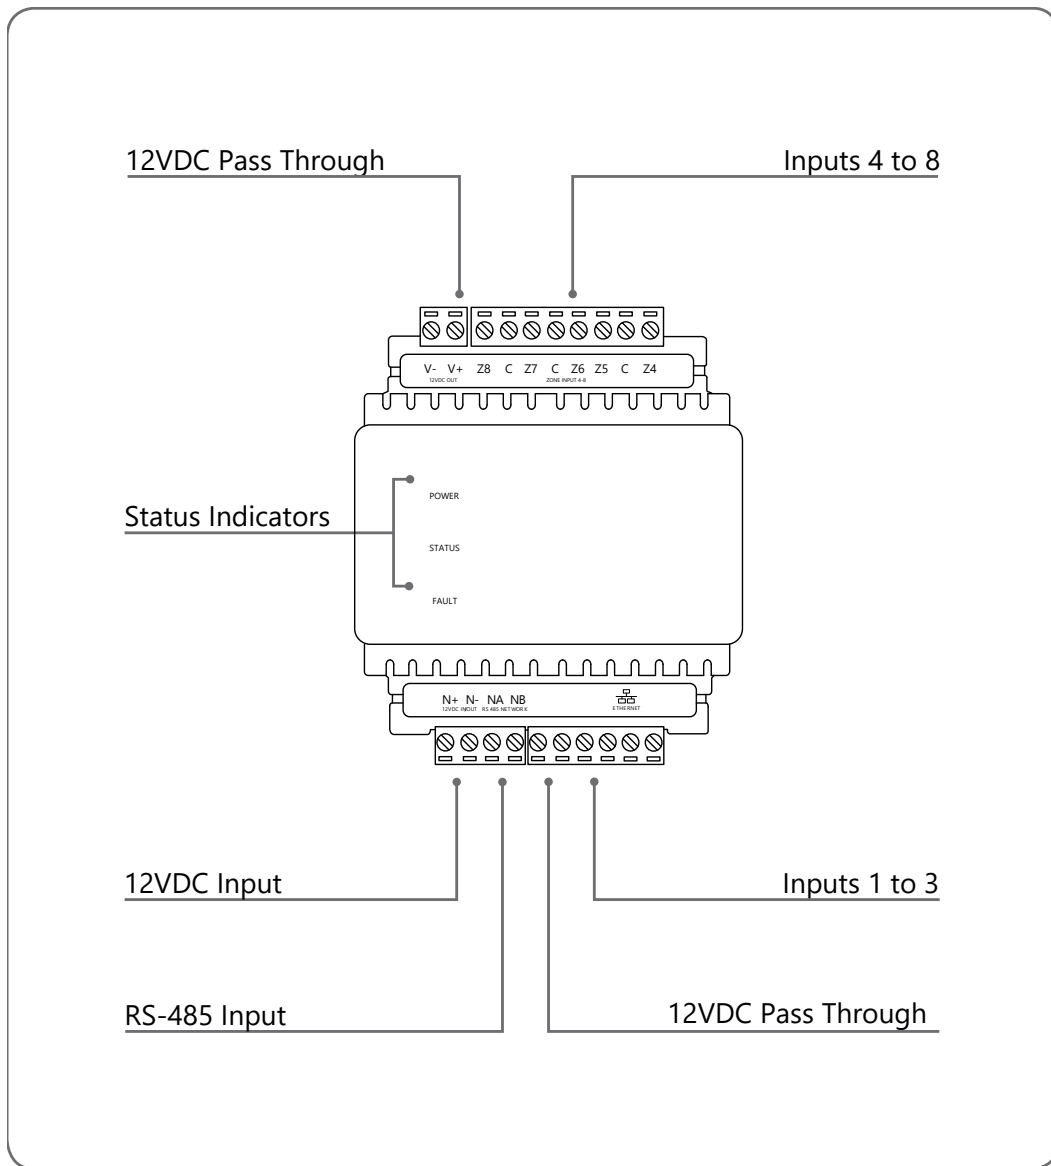 12VDC Pass Through
Inputs 4 to 8
V- V+ Z8 C Z7 C Z6 Z5 C Z4
12VDC OUT ZONE INPUT 4-8
POWER
Status Indicators
STATUS
FAULT
N+ N- NA NB
12VDC IN/OUT RS 485 NETWORK ETHERNET
12VDC Input
Inputs 1 to 3
RS-485 Input
12VDC Pass Through